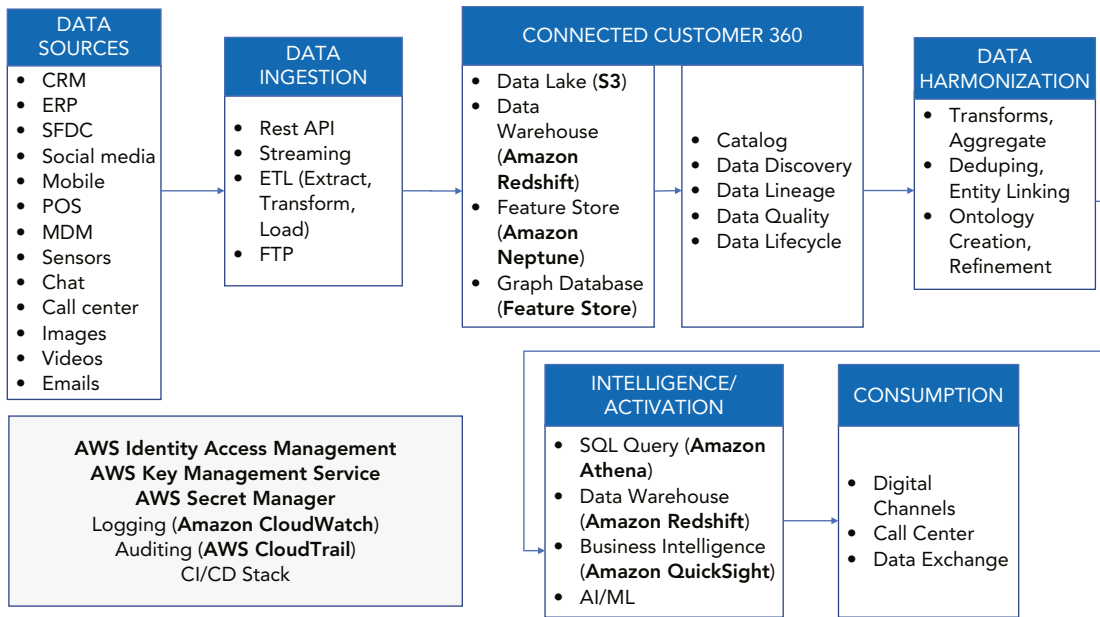 DATA
SOURCES
• CRM
• ERP
• SFDC
• Social media
• Mobile
• POS
• MDM
• Sensors
• Chat
• Call center
• Images
• Videos
• Emails
DATA
INGESTION
• Rest API
• Streaming
• ETL (Extract,
Transform,
Load)
• FTP
CONNECTED CUSTOMER 360
• Data Lake (S3)
• Data
Warehouse
(Amazon
Redshift)
• Feature Store
(Amazon
Neptune)
• Graph Database
(Feature Store)
• Catalog
• Data Discovery
• Data Lineage
• Data Quality
• Data Lifecycle
DATA
HARMONIZATION
• Transforms,
Aggregate
• Deduping,
Entity Linking
• Ontology
Creation,
Refinement
INTELLIGENCE/
ACTIVATION
• SQL Query (Amazon
Athena)
• Data Warehouse
(Amazon Redshift)
• Business Intelligence
(Amazon QuickSight)
• AI/ML
CONSUMPTION
• Digital
Channels
• Call Center
• Data Exchange
AWS Identity Access Management
AWS Key Management Service
AWS Secret Manager
Logging (Amazon CloudWatch)
Auditing (AWS CloudTrail)
CI/CD Stack